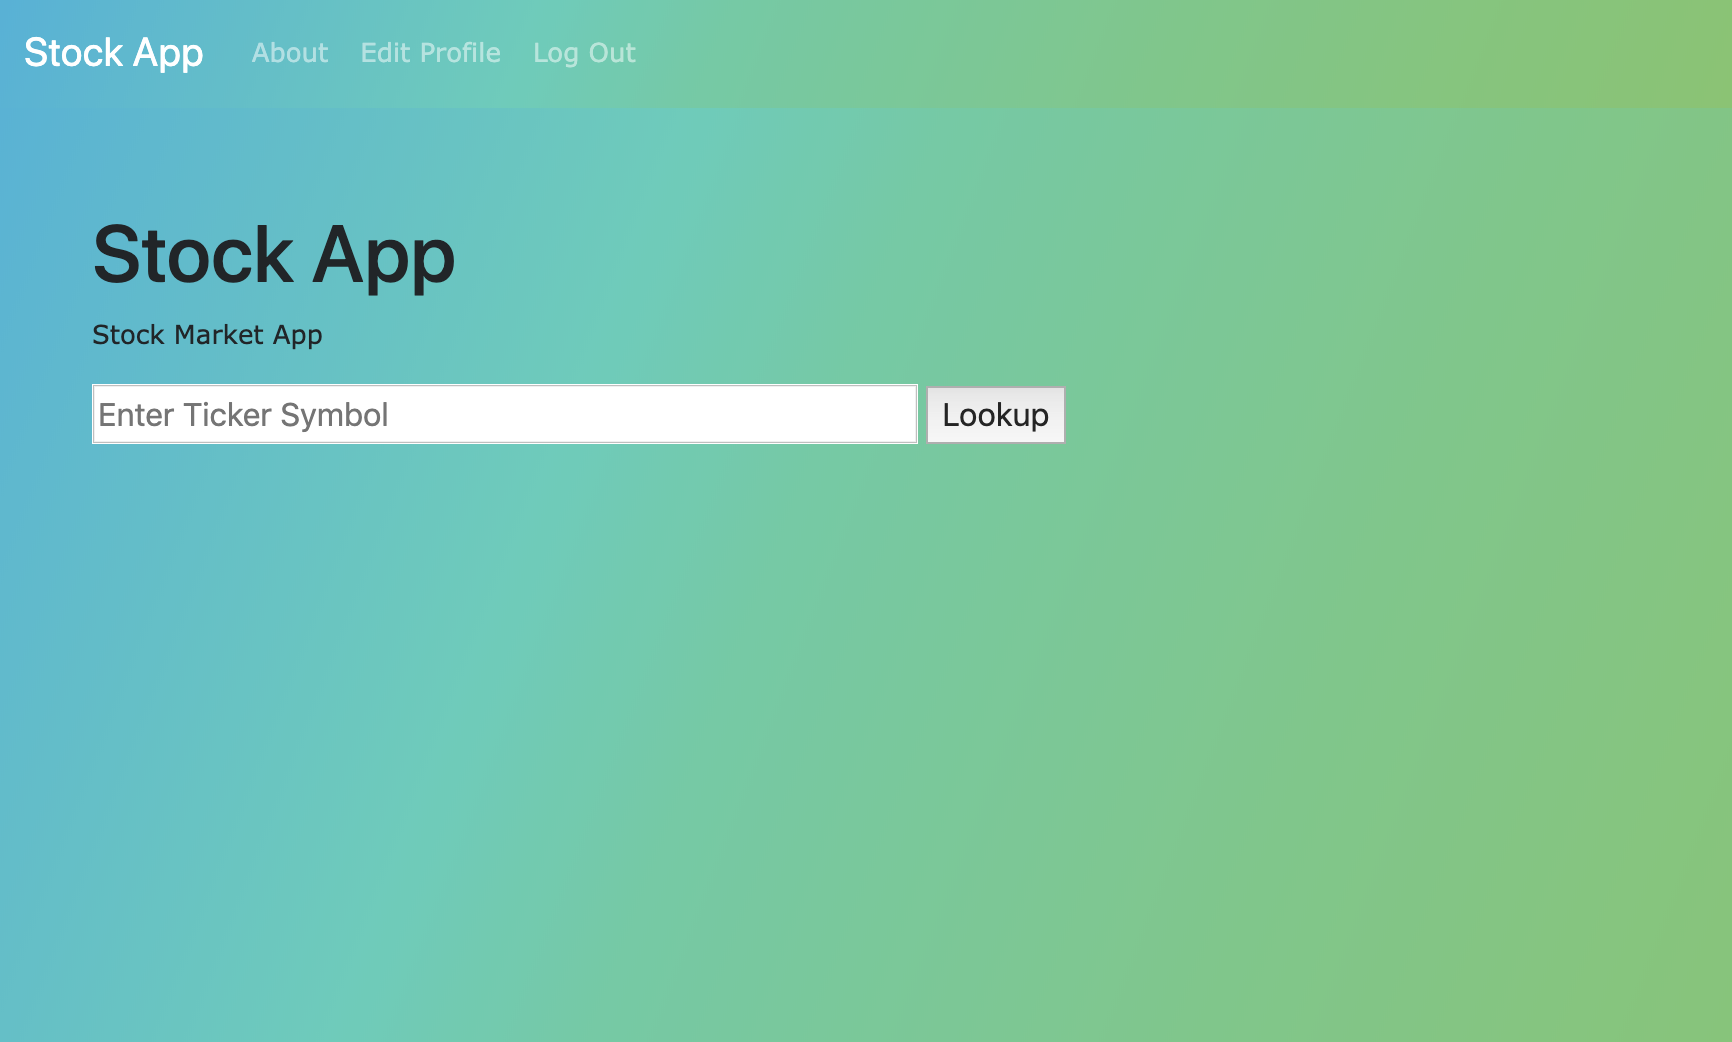 Stock App About Edit Profile Log Out
Stock App
Stock Market App
Enter Ticker Symbol Lookup